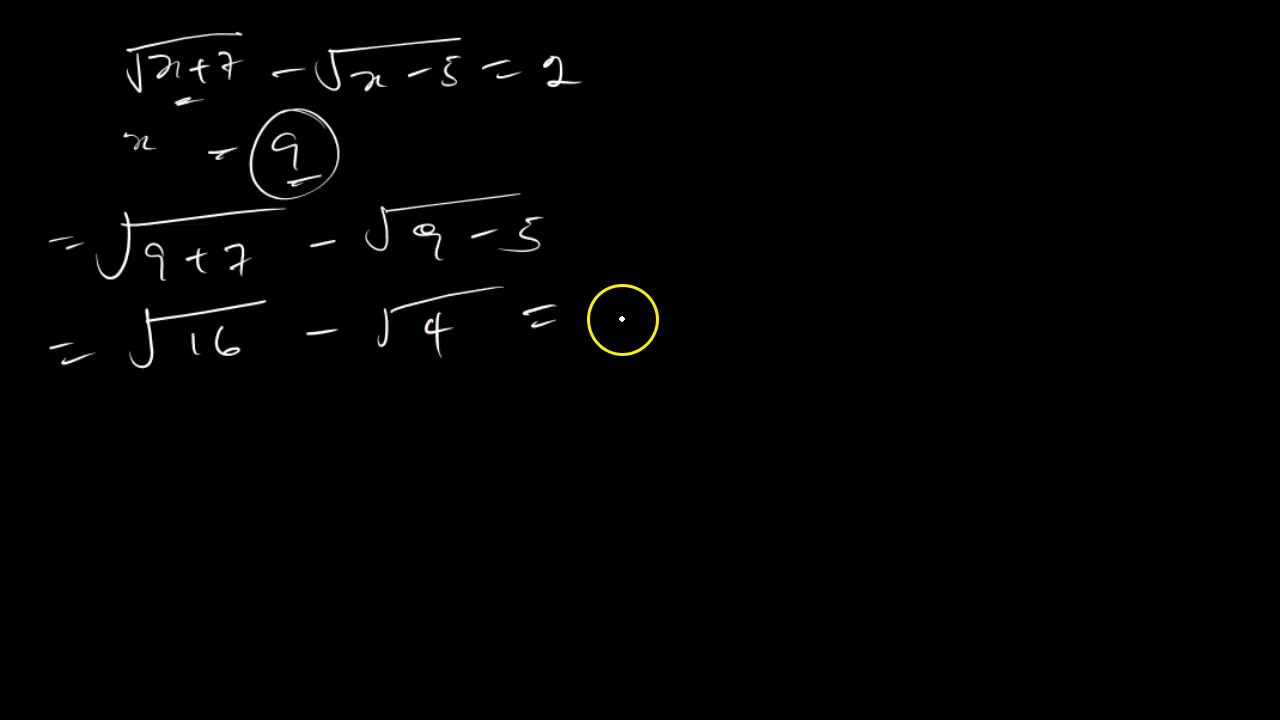 √x+7 - √x-5 = 2
x = 9
= √9+7 - √9-5
= √16 - √4 =